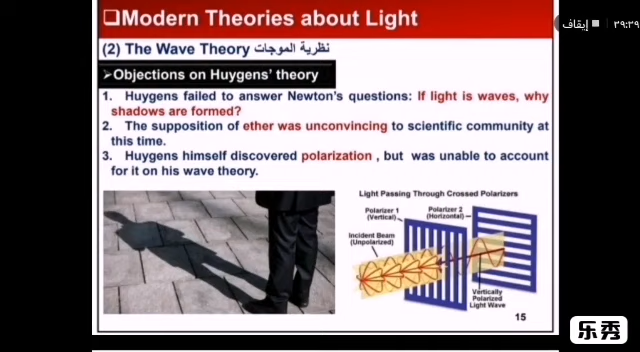 ❑Modern Theories about Light
إيقاف
٣٩:٣٩
(2) The Wave Theory نظرية الموجات
➢Objections on Huygens' theory
1. Huygens failed to answer Newton's questions: If light is waves, why
shadows are formed?
2. The supposition of ether was unconvincing to scientific community at
this time.
3. Huygens himself discovered polarization , but was unable to account
for it on his wave theory.
Light Passing Through Crossed Polarizers
Polarizer 1
(Vertical)
Polarizer 2
(Horizontal)
Incident Beam
(Unpolarized)
Vertically
Polarized
Light Wave
15
乐秀